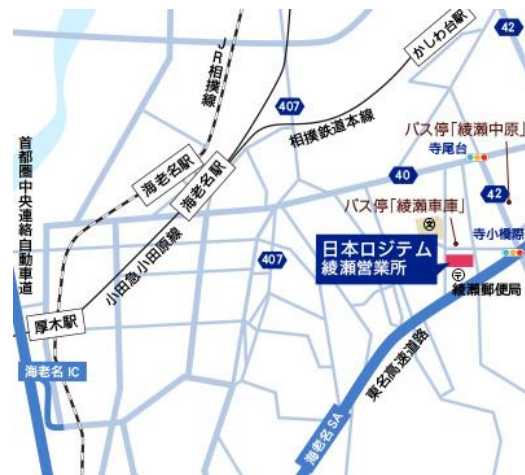 42
かしわ台駅
JR相模線
407
相撲鉄道本線
バス停「綾瀬中原」
寺尾台
首都圏中央連絡自動車道
海老名駅
海老名駅
40
42
バス停「綾瀬車庫」
文
寺小橋際
日本ロジテム
綾瀬営業所
小田急小田原線
407
〒
綾瀬郵便局
厚木駅
東名高速道路
海老名 IC
海老名 SA